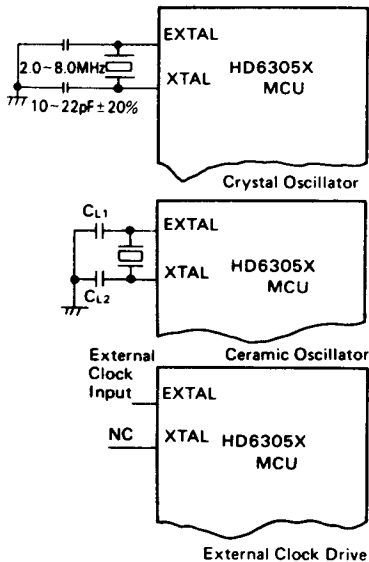 EXTAL
2.0~8.0MHz
XTAL
HD6305X
MCU
10~22pF±20%
Crystal Oscillator
CL1
EXTAL
HD6305X
MCU
XTAL
CL2
Ceramic Oscillator
External
Clock
Input
EXTAL
NC
XTAL
HD6305X
MCU
External Clock Drive